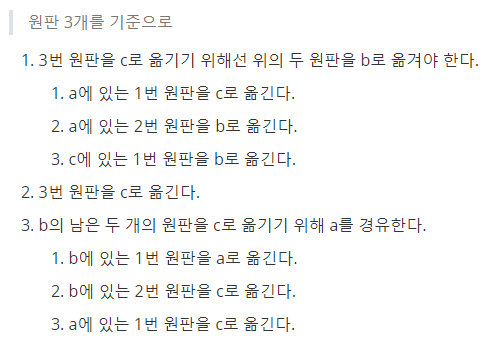 원판 3개를 기준으로
1. 3번 원판을 c로 옮기기 위해선 위의 두 원판을 b로 옮겨야 한다.
1. a에 있는 1번 원판을 c로 옮긴다.
2. a에 있는 2번 원판을 b로 옮긴다.
3. c에 있는 1번 원판을 b로 옮긴다.
2. 3번 원판을 c로 옮긴다.
3. b의 남은 두 개의 원판을 c로 옮기기 위해 a를 경유한다.
1. b에 있는 1번 원판을 a로 옮긴다.
2. b에 있는 2번 원판을 c로 옮긴다.
3. a에 있는 1번 원판을 c로 옮긴다.